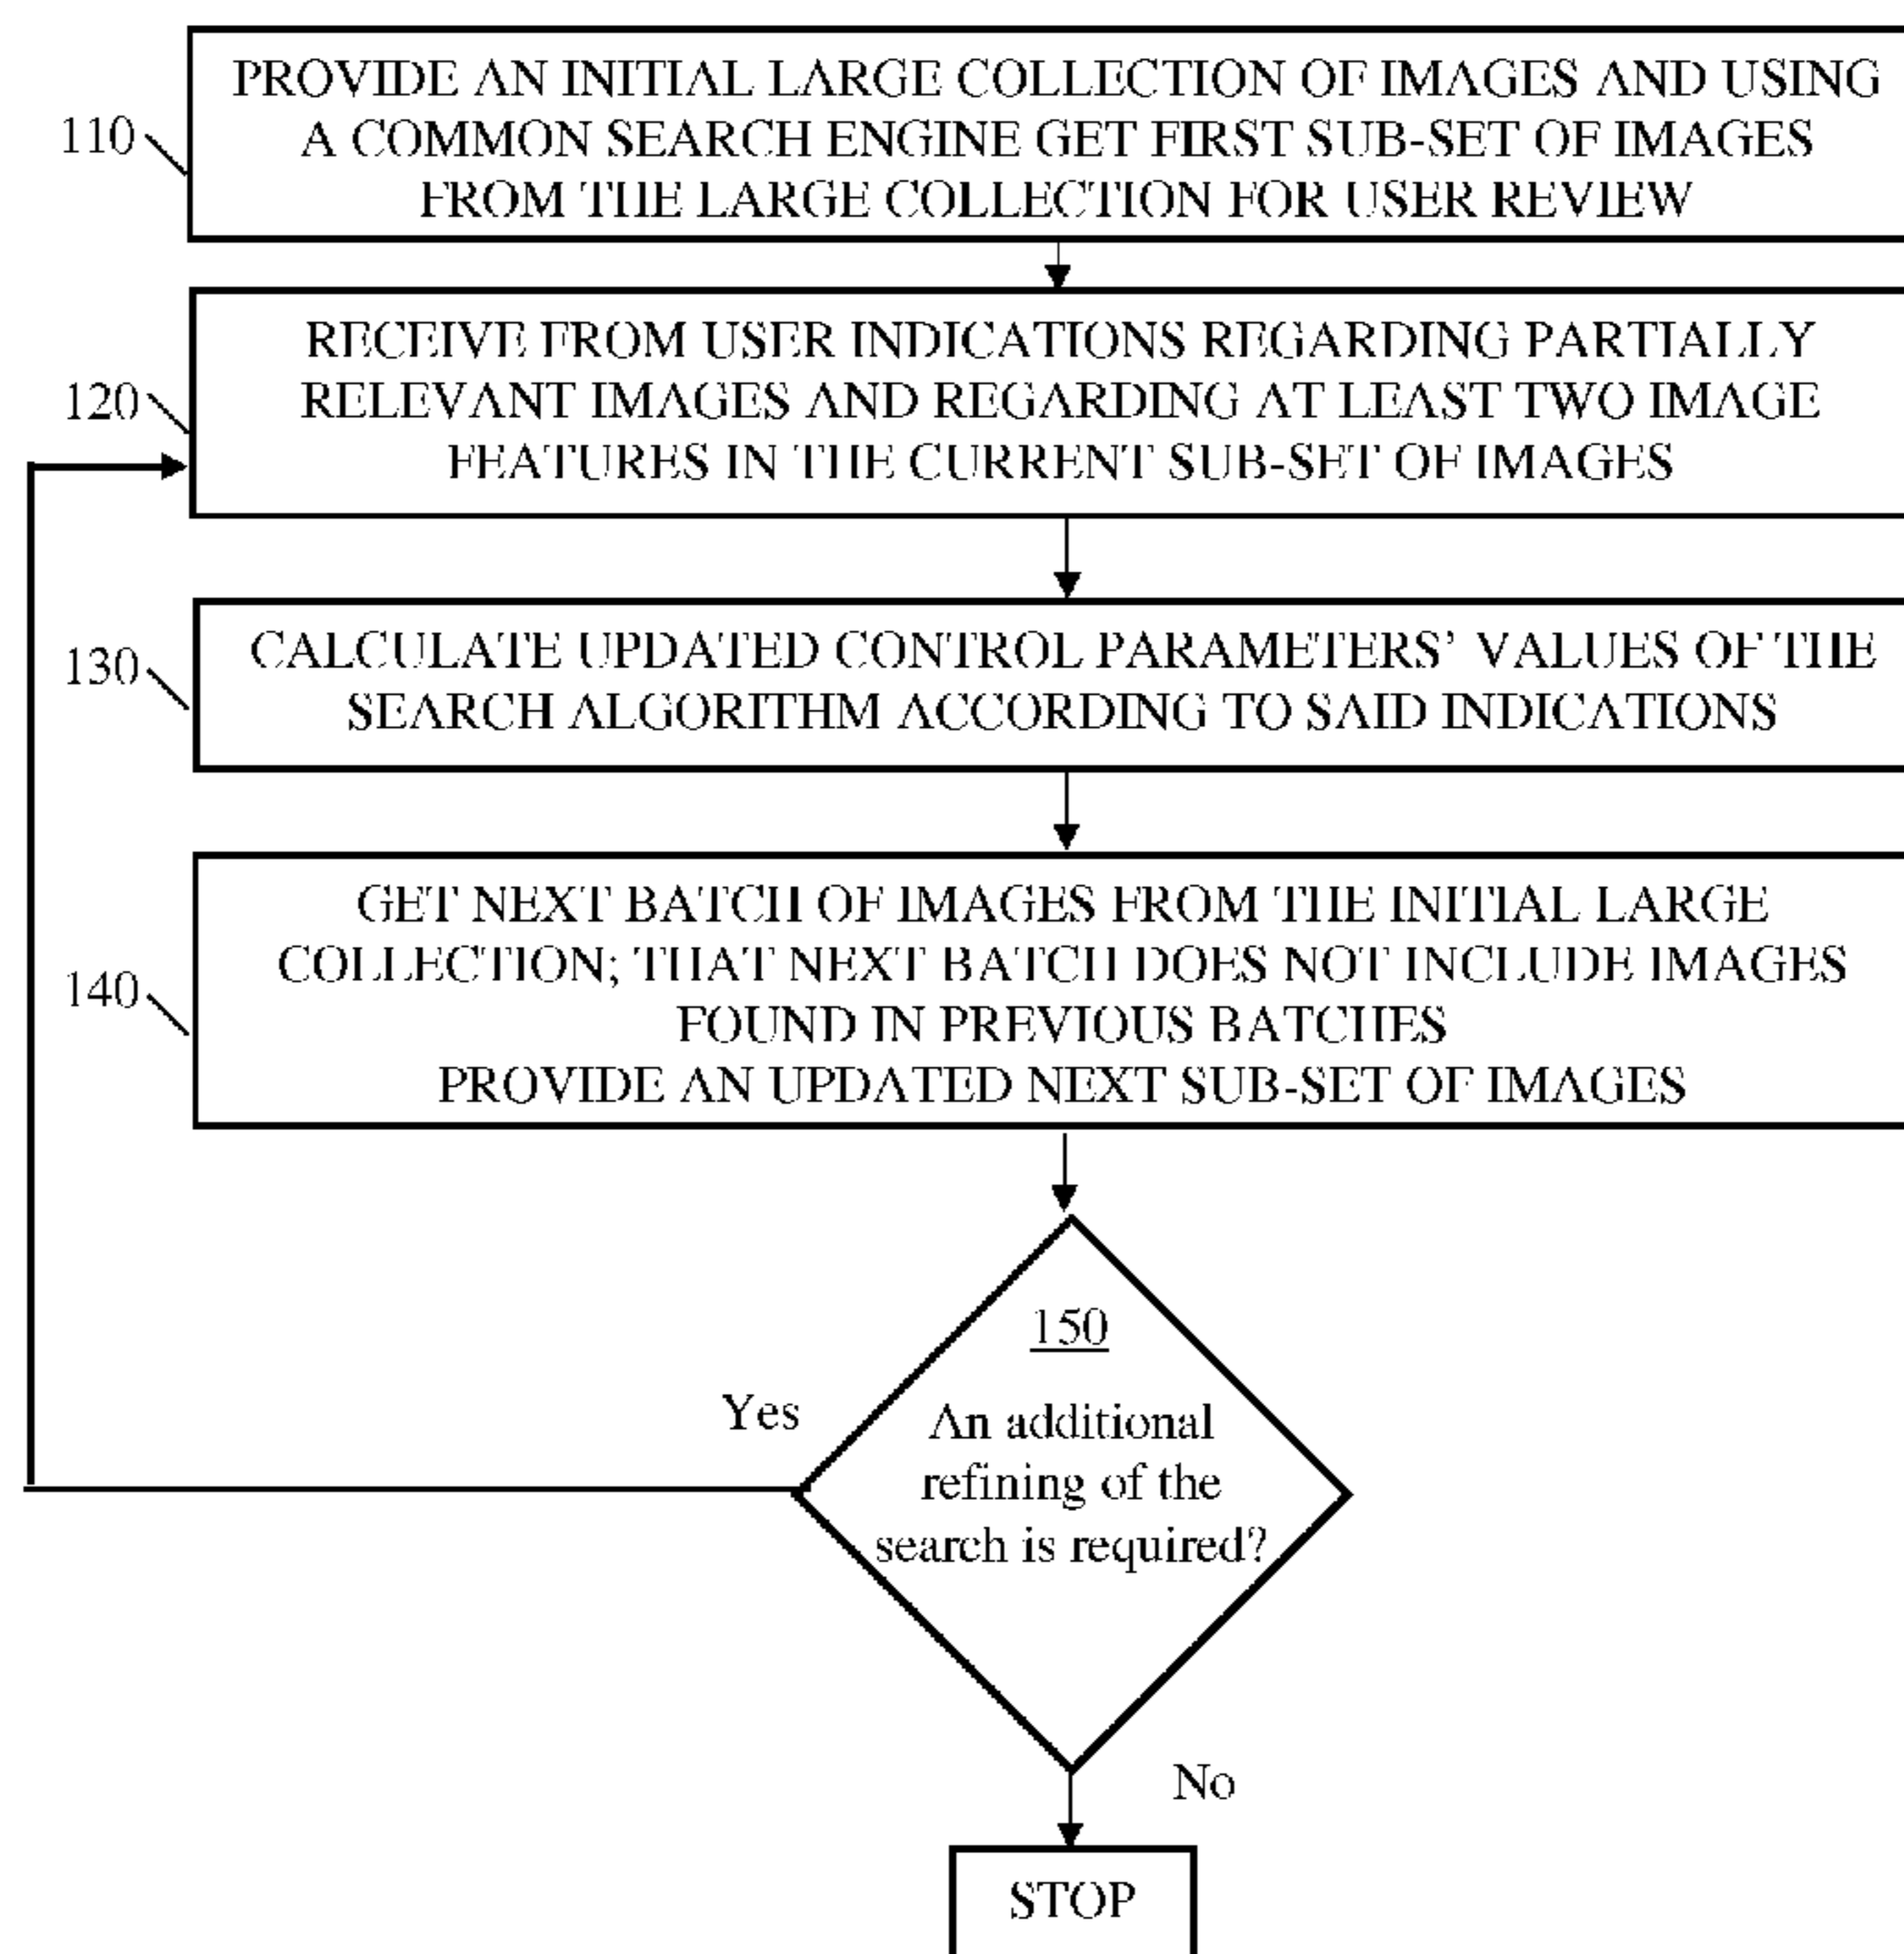 PROVIDE AN INITIAL LARGE COLLECTION OF IMAGES AND USING
A COMMON SEARCH ENGINE GET FIRST SUB-SET OF IMAGES
FROM THE LARGE COLLECTION FOR USER REVIEW
110
RECEIVE FROM USER INDICATIONS REGARDING PARTIALLY
RELEVANT IMAGES AND REGARDING AT LEAST TWO IMAGE
FEATURES IN THE CURRENT SUB-SET OF IMAGES
120
CALCULATE UPDATED CONTROL PARAMETERS' VALUES OF THE
SEARCH ALGORITHM ACCORDING TO SAID INDICATIONS
130
GET NEXT BATCH OF IMAGES FROM THE INITIAL LARGE
COLLECTION; THAT NEXT BATCH DOES NOT INCLUDE IMAGES
FOUND IN PREVIOUS BATCHES
PROVIDE AN UPDATED NEXT SUB-SET OF IMAGES
140
150
An additional
refining of the
search is required?
Yes
No
STOP